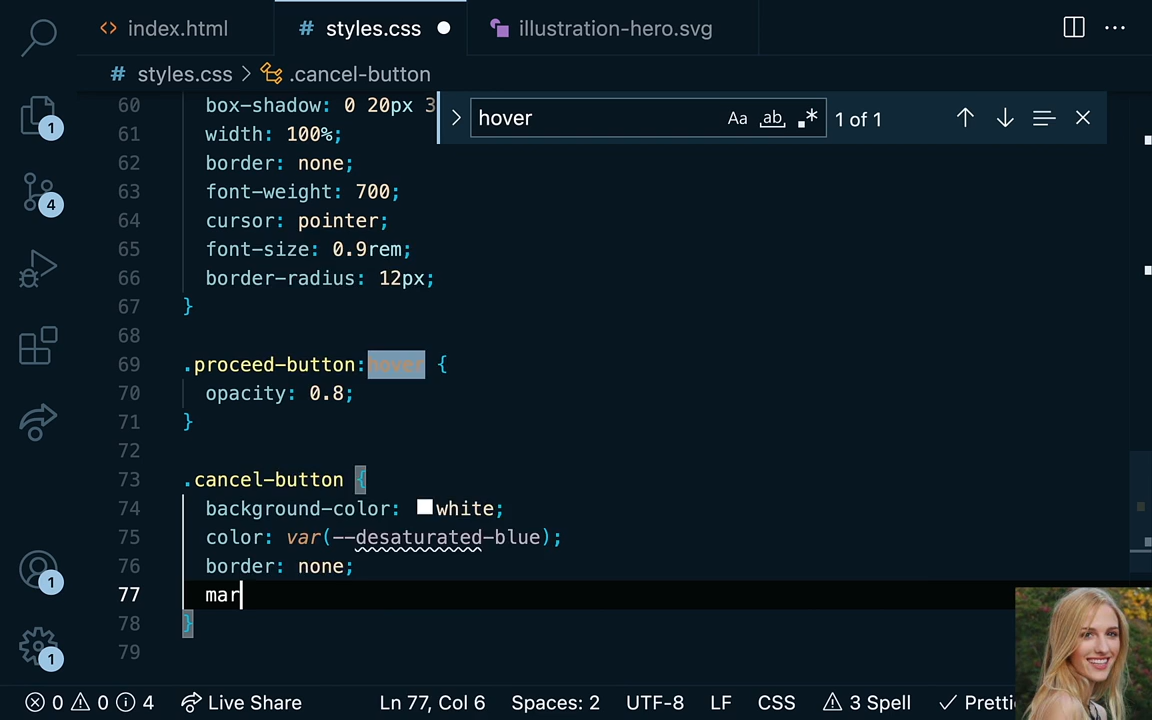 index.html
styles.css
illustration-hero.svg
styles.css > .cancel-button
hover
Aa ab .* 1 of 1
60 box-shadow: 0 20px 3
61 width: 100%;
62 border: none;
63 font-weight: 700;
64 cursor: pointer;
65 font-size: 0.9rem;
66 border-radius: 12px;
67 }
68
69 .proceed-button:hover {
70 opacity: 0.8;
71 }
72
73 .cancel-button {
74 background-color: white;
75 color: var(--desaturated-blue);
76 border: none;
77 mar
78 }
79
1
4
1
1
0 0 4 Live Share Ln 77, Col 6 Spaces: 2 UTF-8 LF CSS 3 Spell Pretti